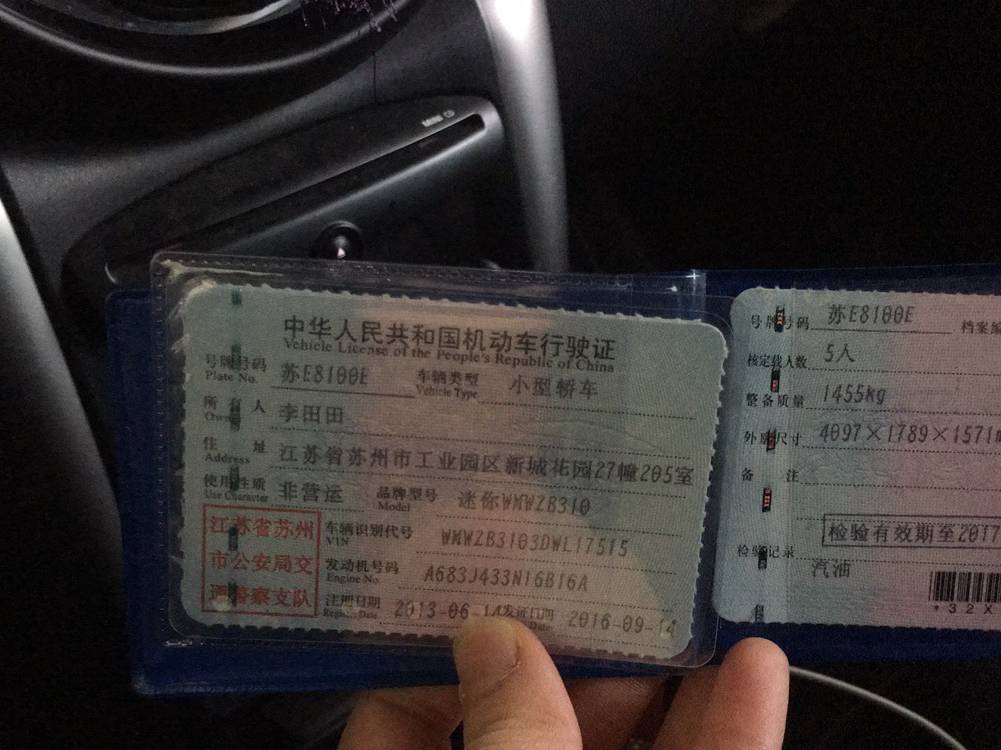 MINI CD
中华人民共和国机动车行驶证
Vehicle License of the People's Republic of China
号牌号码 苏E8100E 车辆类型 小型轿车
Plate No. Vehicle Type
所有人 李田田
Owner
住址 江苏省苏州市工业园区新城花园27幢205室
Address
使用性质 非营运 品牌型号 迷你WMWZB310
Use Character Model
江苏省苏州
市公安局交
通警察支队
车辆识别代号 WMWZB3103DWL17515
VIN
发动机号码 A683J433N16B16A
Engine No.
注册日期 2013-06-14 发证日期 2016-09-14
Register Date Date
号牌号码 苏E8100E 档案
核定载人数 5人
整备质量 1455kg
外廓尺寸 4097×1789×1571
备注
检验有效期至2017
检验记录
汽油
*32X